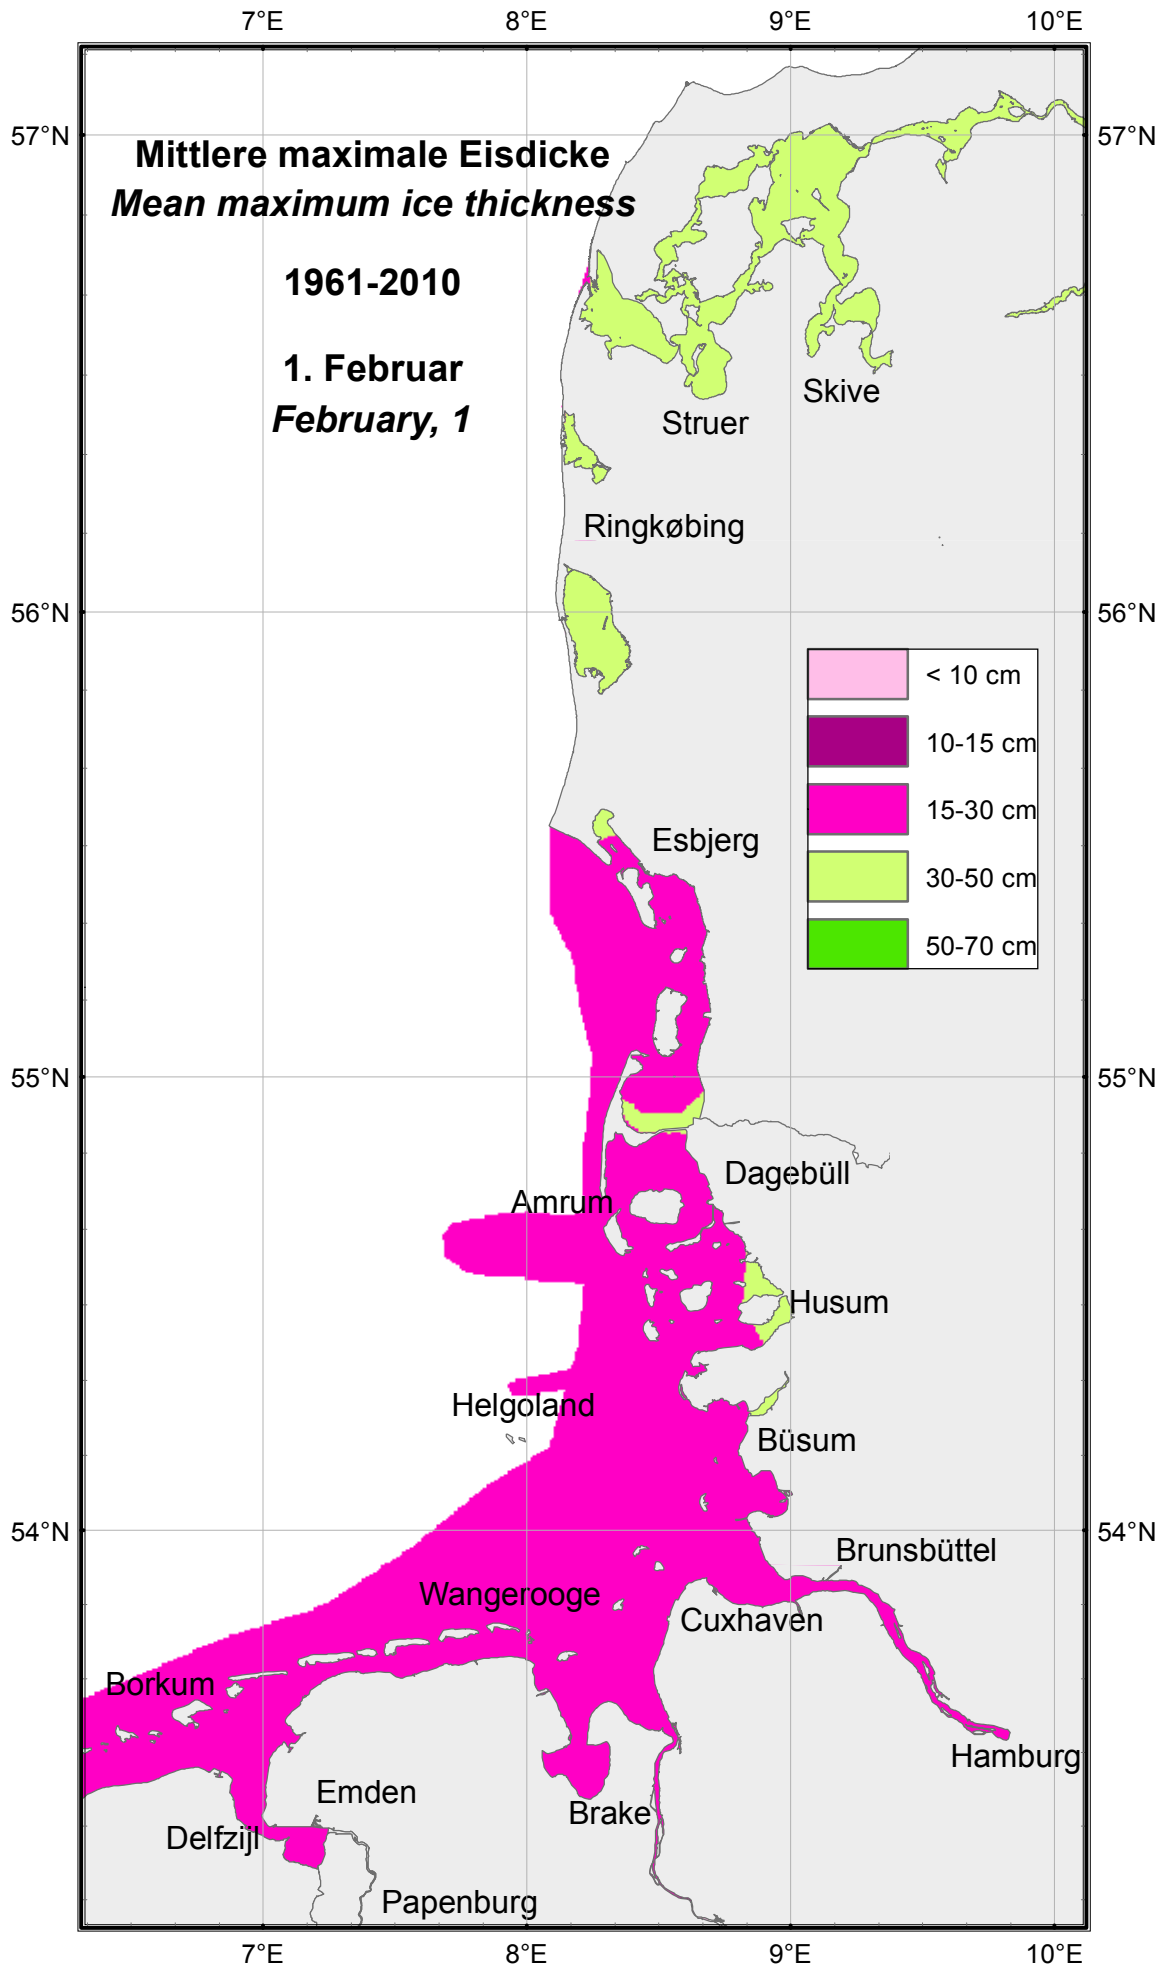 7°E 8°E 9°E 10°E
57°N 57°N
Mittlere maximale Eisdicke
Mean maximum ice thickness
1961-2010
1. Februar
February, 1
Skive
Struer
Ringkøbing
56°N 56°N
< 10 cm
10-15 cm
15-30 cm
30-50 cm
50-70 cm
Esbjerg
55°N 55°N
Dagebüll
Amrum
Husum
Helgoland
Büsum
54°N 54°N
Brunsbüttel
Wangerooge
Cuxhaven
Borkum
Hamburg
Emden
Brake
Delfzijl
Papenburg
7°E 8°E 9°E 10°E